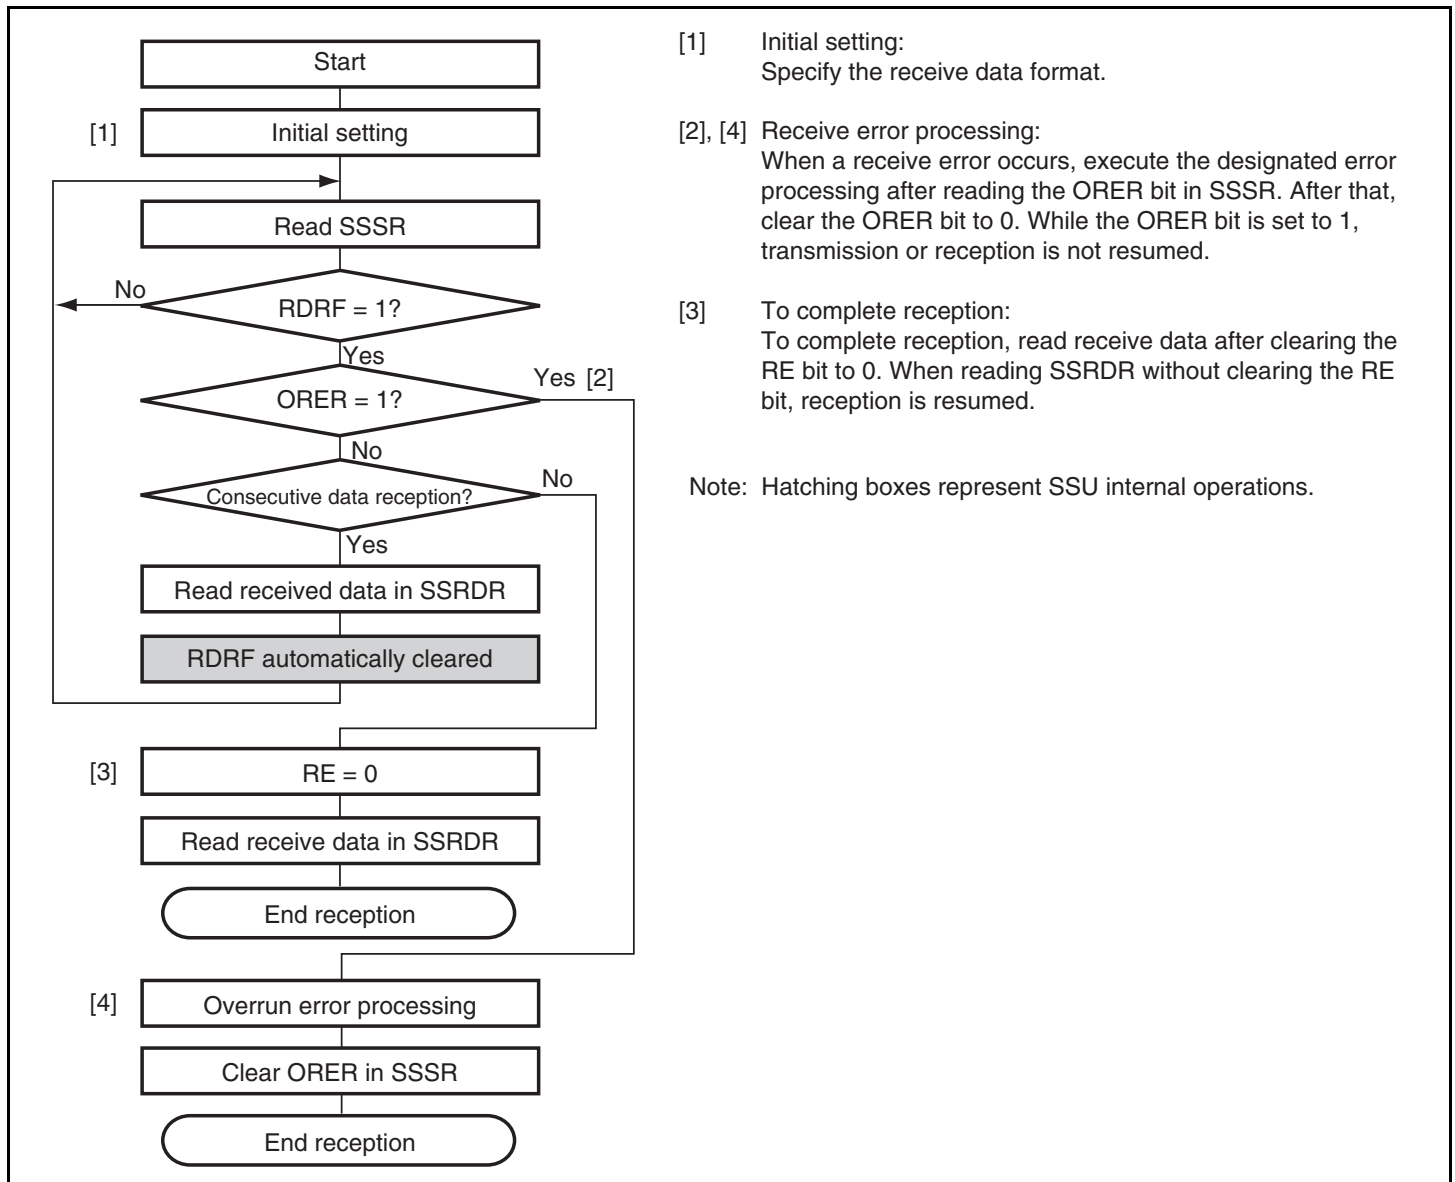 Start
[1] Initial setting
Read SSSR
No
RDRF = 1?
Yes
Yes [2]
ORER = 1?
No
No
Consecutive data reception?
Yes
Read received data in SSRDR
RDRF automatically cleared
[3] RE = 0
Read receive data in SSRDR
End reception
[4] Overrun error processing
Clear ORER in SSSR
End reception
[1] Initial setting:
Specify the receive data format.
[2], [4] Receive error processing:
When a receive error occurs, execute the designated error
processing after reading the ORER bit in SSSR. After that,
clear the ORER bit to 0. While the ORER bit is set to 1,
transmission or reception is not resumed.
[3] To complete reception:
To complete reception, read receive data after clearing the
RE bit to 0. When reading SSRDR without clearing the RE
bit, reception is resumed.
Note: Hatching boxes represent SSU internal operations.